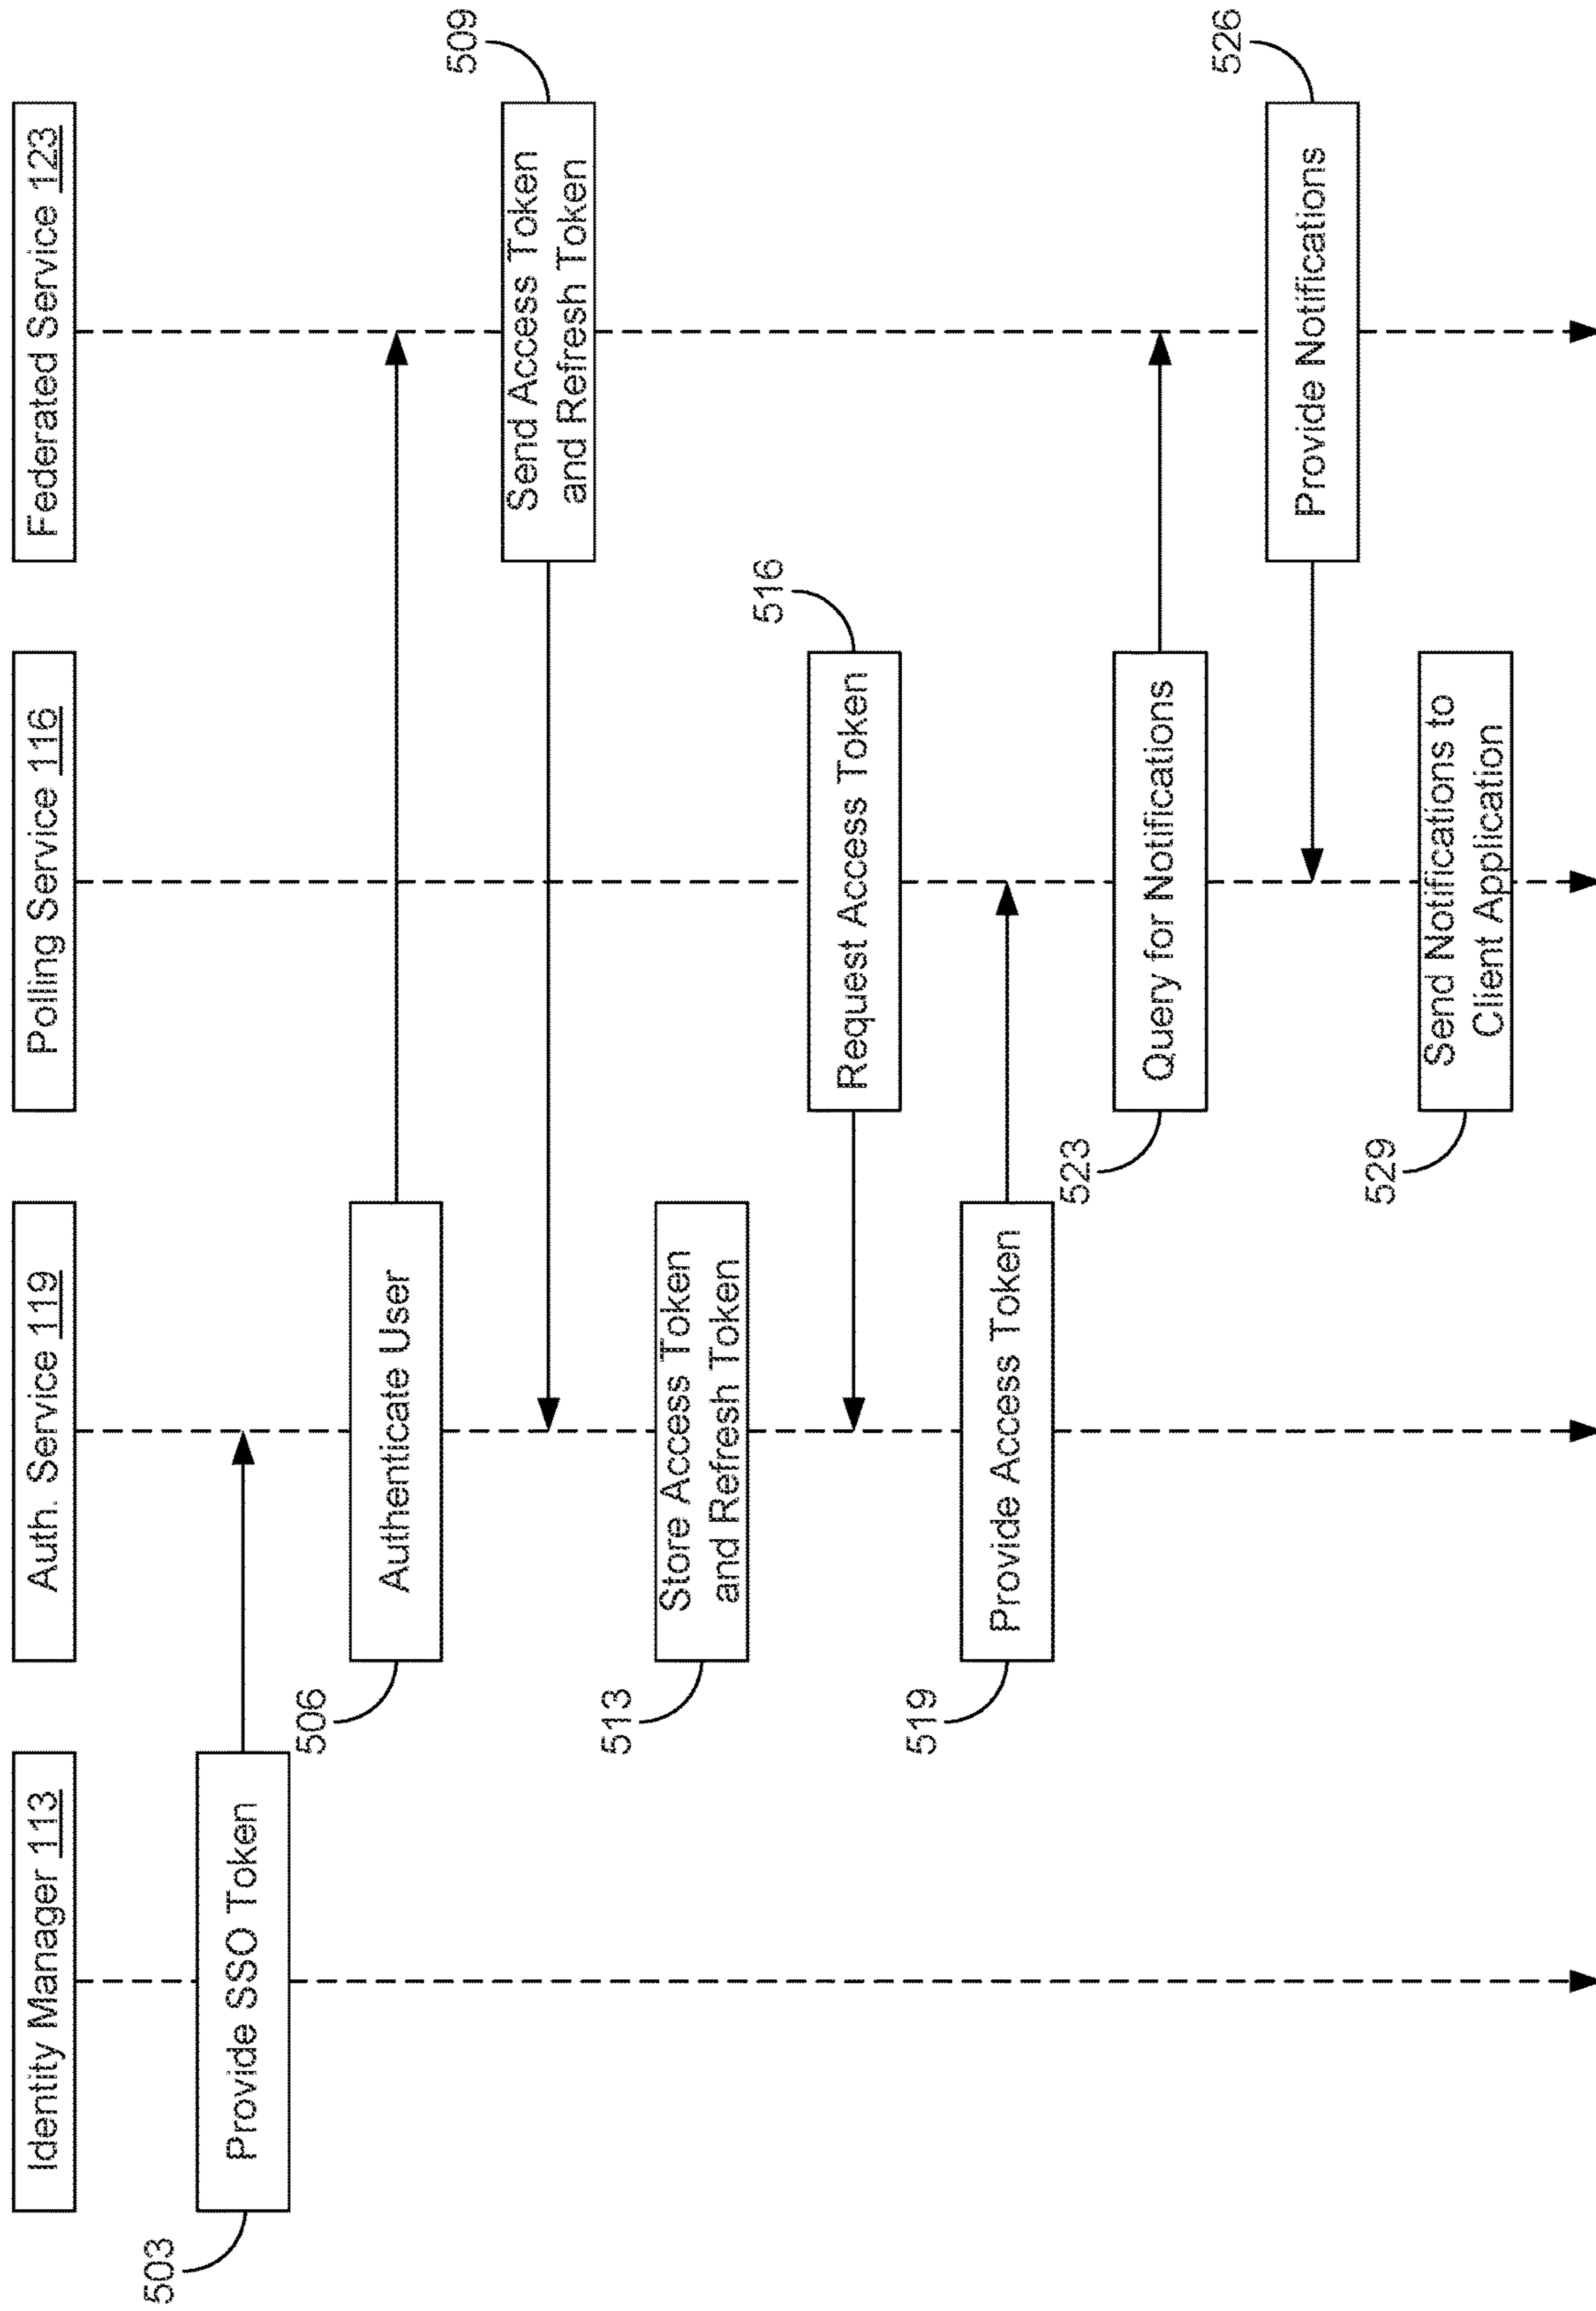 Identity Manager 113
Auth. Service 119
Polling Service 116
Federated Service 123
503
Provide SSO Token
506
Authenticate User
509
Send Access Token
and Refresh Token
513
Store Access Token
and Refresh Token
516
Request Access Token
519
Provide Access Token
523
Query for Notifications
526
Provide Notifications
529
Send Notifications to
Client Application